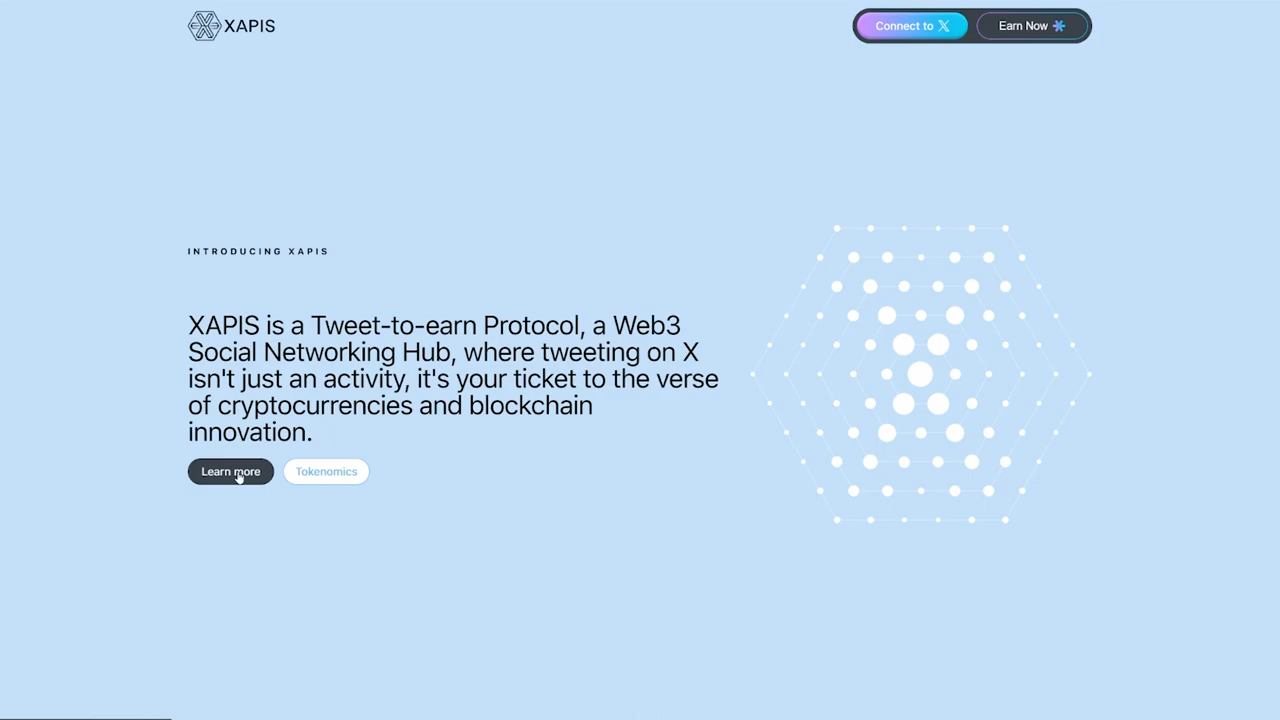 XAPIS
Connect to X
Earn Now
INTRODUCING XAPIS
XAPIS is a Tweet-to-earn Protocol, a Web3
Social Networking Hub, where tweeting on X
isn't just an activity, it's your ticket to the verse
of cryptocurrencies and blockchain
innovation.
Learn more
Tokenomics